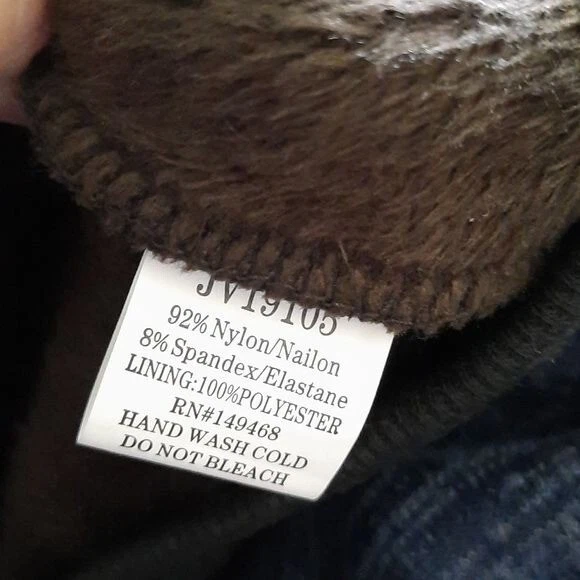 JV19105
92% Nylon/Nailon
8% Spandex/Elastane
LINING:100%POLYESTER
RN#149468
HAND WASH COLD
DO NOT BLEACH